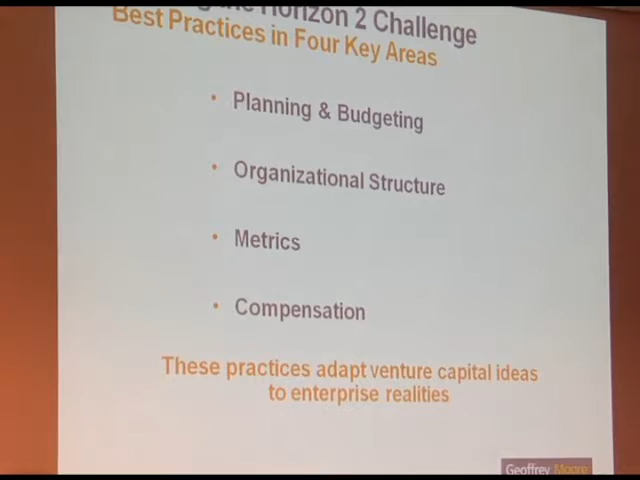 the Horizon 2 Challenge
Best Practices in Four Key Areas
• Planning & Budgeting
• Organizational Structure
• Metrics
• Compensation
These practices adapt venture capital ideas
to enterprise realities
Geoffrey Moore